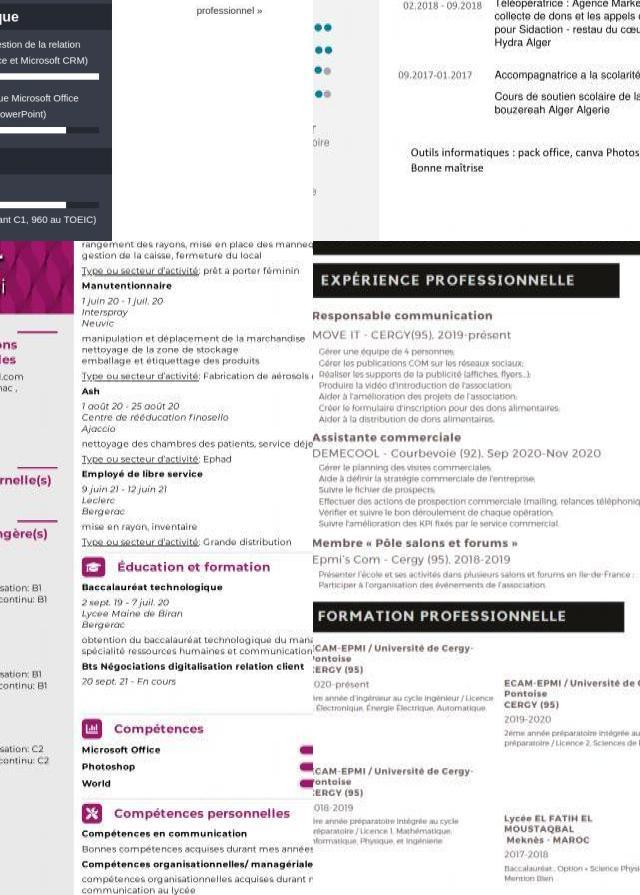 que
estion de la relation
ce et Microsoft CRM)
ue Microsoft Office
PowerPoint)
ant C1, 960 au TOEIC)
professionnel »
02.2018 - 09.2018
Téléoperatrice : Agence Marke
collecte de dons et les appels
pour Sidaction - restau du cœu
Hydra Alger
09.2017-01.2017
Accompagnatrice a la scolarité
Cours de soutien scolaire de la
bouzereah Alger Algerie
oire
Outils informatiques : pack office, canva Photos
Bonne maîtrise
i
ons
les
l.com
nac ,
rnelle(s)
ngère(s)
sation: B1
continu: B1
sation: B1
continu: B1
sation: C2
continu: C2
rangement des rayons, mise en place des manneq
gestion de la caisse, fermeture du local
Type ou secteur d'activité: prêt a porter féminin
Manutentionnaire
1 juin 20 - 1 juil. 20
Interspray
Neuvic
manipulation et déplacement de la marchandise
nettoyage de la zone de stockage
emballage et étiquettage des produits
Type ou secteur d'activité: Fabrication de aérosols
Ash
1 août 20 - 25 août 20
Centre de rééducation finosello
Ajaccio
nettoyage des chambres des patients, service déje
Type ou secteur d'activité: Ephad
Employé de libre service
9 juin 21 - 12 juin 21
Leclerc
Bergerac
mise en rayon, inventaire
Type ou secteur d'activité: Grande distribution
Éducation et formation
Baccalauréat technologique
2 sept. 19 - 7 juil. 20
Lycee Maine de Biran
Bergerac
obtention du baccalauréat technologique du mana
spécialité ressources humaines et communication
Bts Négociations digitalisation relation client
20 sept. 21 - En cours
Compétences
Microsoft Office
Photoshop
World
Compétences personnelles
Compétences en communication
Bonnes compétences acquises durant mes années
Compétences organisationnelles/ managériale
compétences organisationnelles acquises durant r
communication au lycée
EXPÉRIENCE PROFESSIONNELLE
Responsable communication
MOVE IT - CERGY(95), 2019-présent
Gérer une équipe de 4 personnes;
Gérer les publications COM sur les réseaux sociaux;
Réaliser les supports de la publicité (affiches, flyers..);
Produire la vidéo d'introduction de l'association;
Aider à l'amélioration des projets de l'association;
Créer le formulaire d'inscription pour des dons alimentaires;
Aider à la distribution de dons alimentaires.
Assistante commerciale
DEMECOOL - Courbevoie (92), Sep 2020-Nov 2020
Gérer le planning des visites commerciales;
Aide à définir la stratégie commerciale de l'entreprise;
Suivre le fichier de prospects;
Effectuer des actions de prospection commerciale (mailing, relances téléphoniq
Vérifier et suivre le bon déroulement de chaque opération;
Suivre l'amélioration des KPI fixés par le service commercial.
Membre « Pôle salons et forums »
Epmi's Com - Cergy (95), 2018-2019
Présenter l'école et ses activités dans plusieurs salons et forums en Ile-de-France ;
Participer à l'organisation des événements de l'association.
FORMATION PROFESSIONNELLE
ECAM-EPMI / Université de Cergy-
Pontoise
CERGY (95)
020-présent
ère année d'ingénieur au cycle ingénieur / Licence
Électronique, Énergie Électrique, Automatique.
ECAM-EPMI / Université de C
Pontoise
CERGY (95)
2019-2020
2ème année préparatoire intégrée au
préparatoire / Licence 2, Sciences de
ECAM-EPMI / Université de Cergy-
Pontoise
CERGY (95)
018-2019
ère année préparatoire intégrée au cycle
réparatoire / Licence 1, Mathématique,
nformatique, Physique, et Ingénierie
Lycée EL FATIH EL
MOUSTAQBAL
Meknès - MAROC
2017-2018
Baccalauréat , Option « Science Physi
Mention Bien